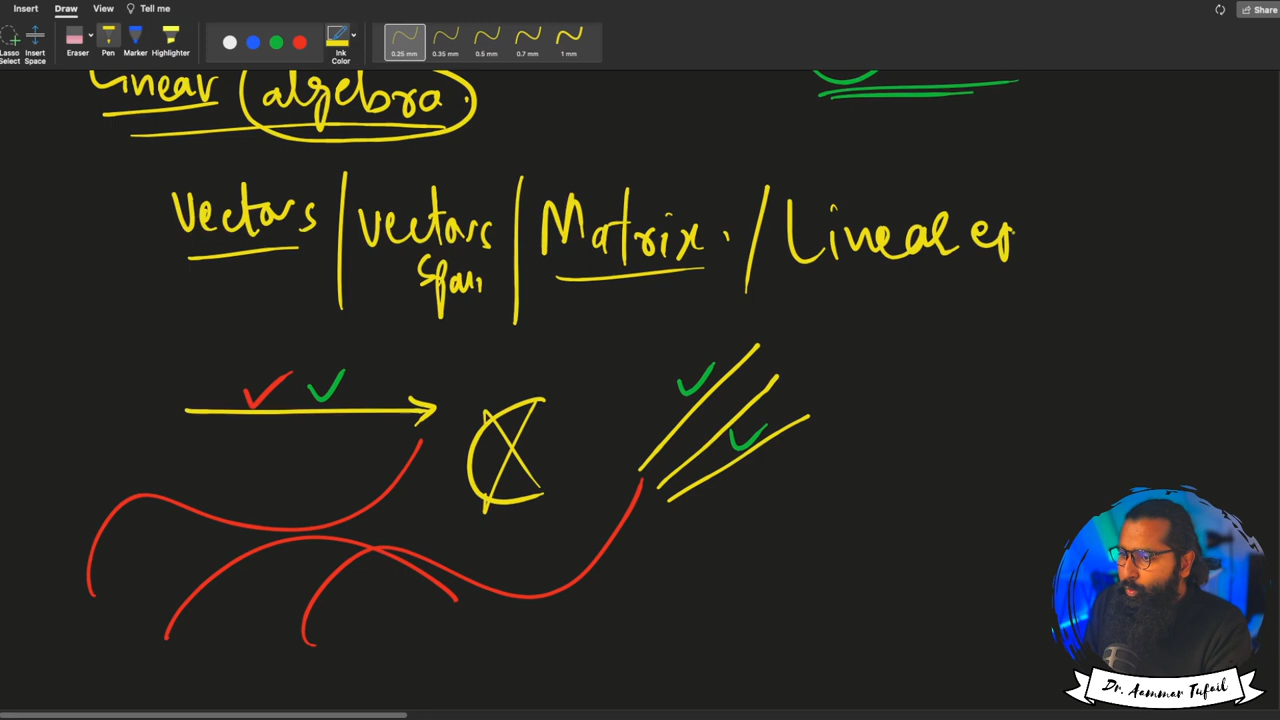 Insert Draw View Tell me Share
Lasso Select Insert Space Eraser Pen Marker Highlighter Ink Color 0.25 mm 0.35 mm 0.5 mm 0.7 mm 1 mm
Linear algebra.
Vectors | Vectors | Matrix. / Linear eq
Dr. Aammar Tufail